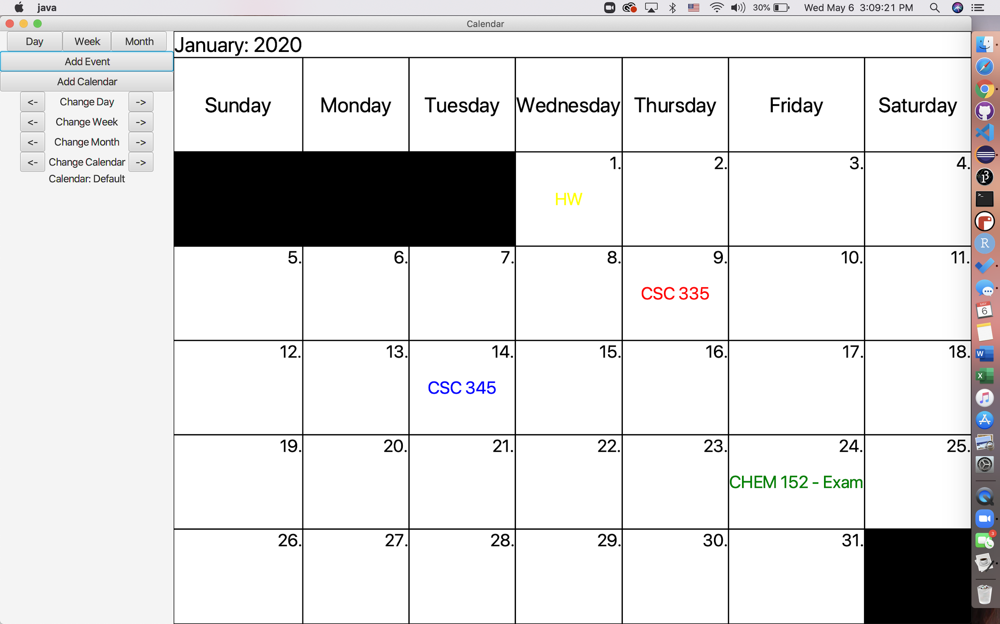 java 30% Wed May 6 3:09:21 PM
Calendar
Day Week Month
Add Event
Add Calendar
<- Change Day ->
<- Change Week ->
<- Change Month ->
<- Change Calendar ->
Calendar: Default
January: 2020
Sunday Monday Tuesday Wednesday Thursday Friday Saturday
1. 2. 3. 4.
HW
5. 6. 7. 8. 9. 10. 11.
CSC 335
12. 13. 14. 15. 16. 17. 18.
CSC 345
19. 20. 21. 22. 23. 24. 25.
CHEM 152 - Exam
26. 27. 28. 29. 30. 31.
>_
R
MAY
6
W
X
3